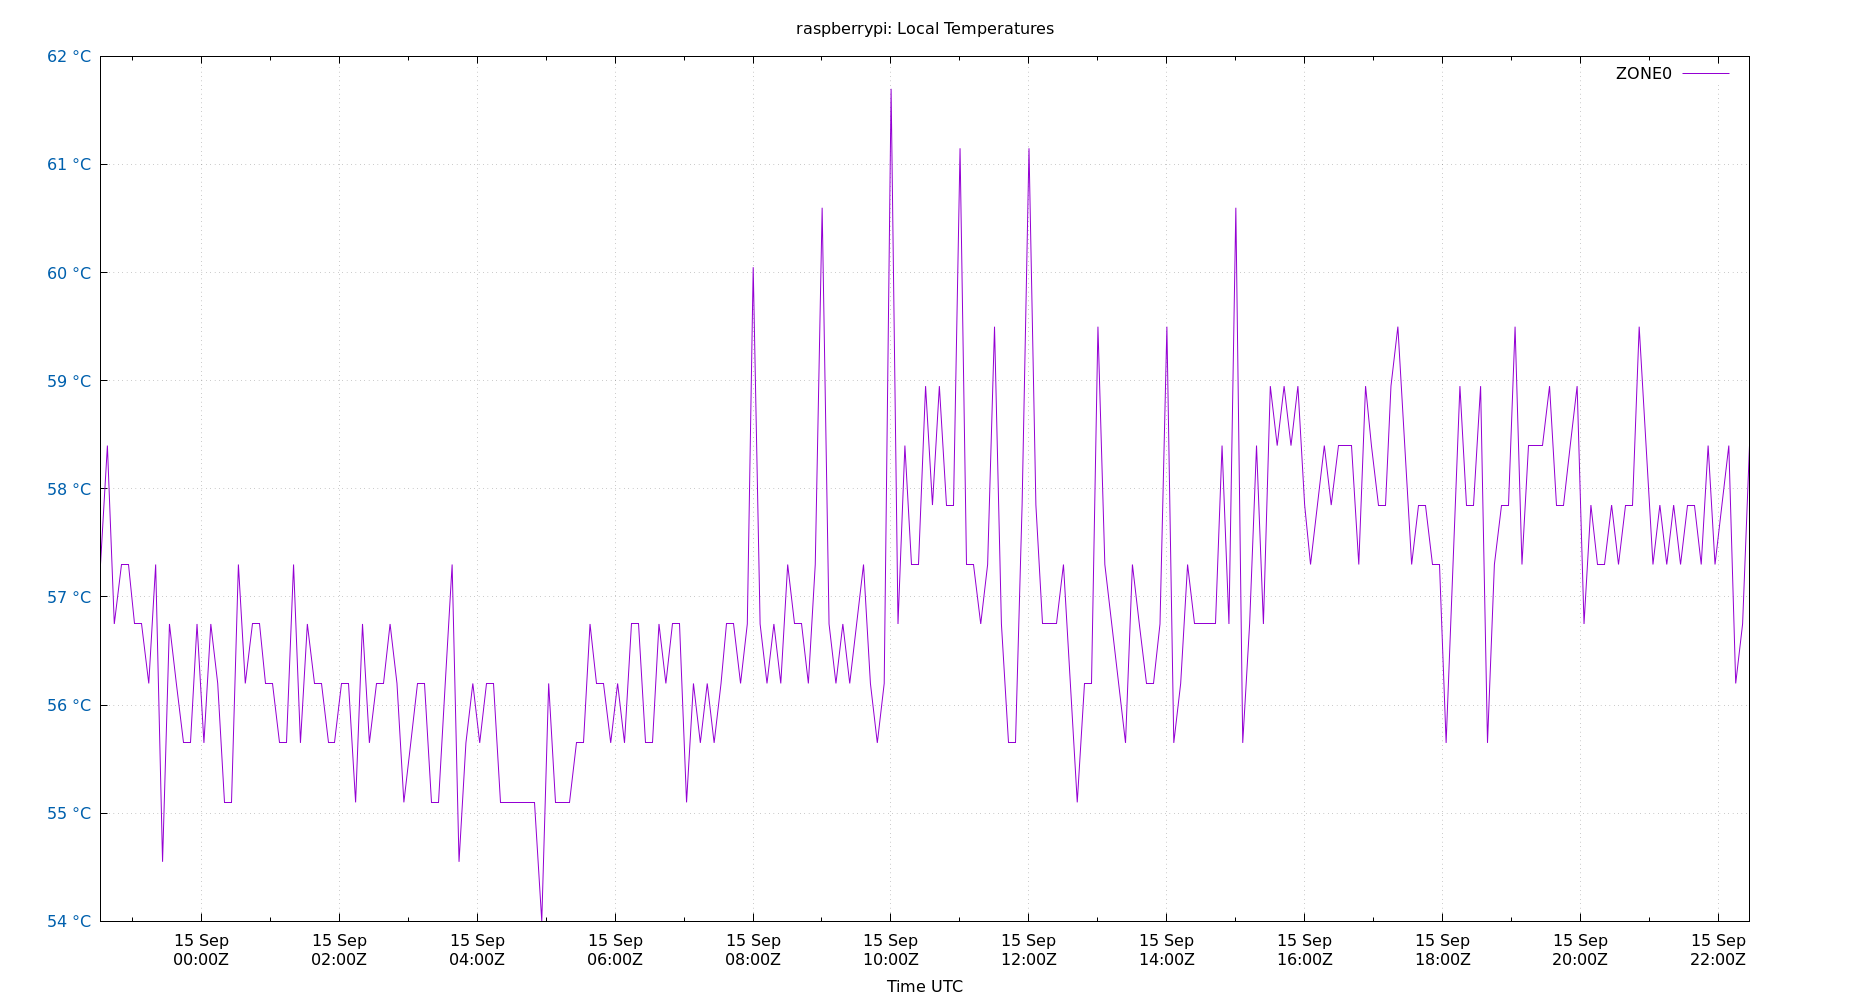 raspberrypi: Local Temperatures
ZONE0
62 °C
61 °C
60 °C
59 °C
58 °C
57 °C
56 °C
55 °C
54 °C
15 Sep 15 Sep 15 Sep 15 Sep 15 Sep 15 Sep 15 Sep 15 Sep 15 Sep 15 Sep 15 Sep 15 Sep
00:00Z 02:00Z 04:00Z 06:00Z 08:00Z 10:00Z 12:00Z 14:00Z 16:00Z 18:00Z 20:00Z 22:00Z
Time UTC